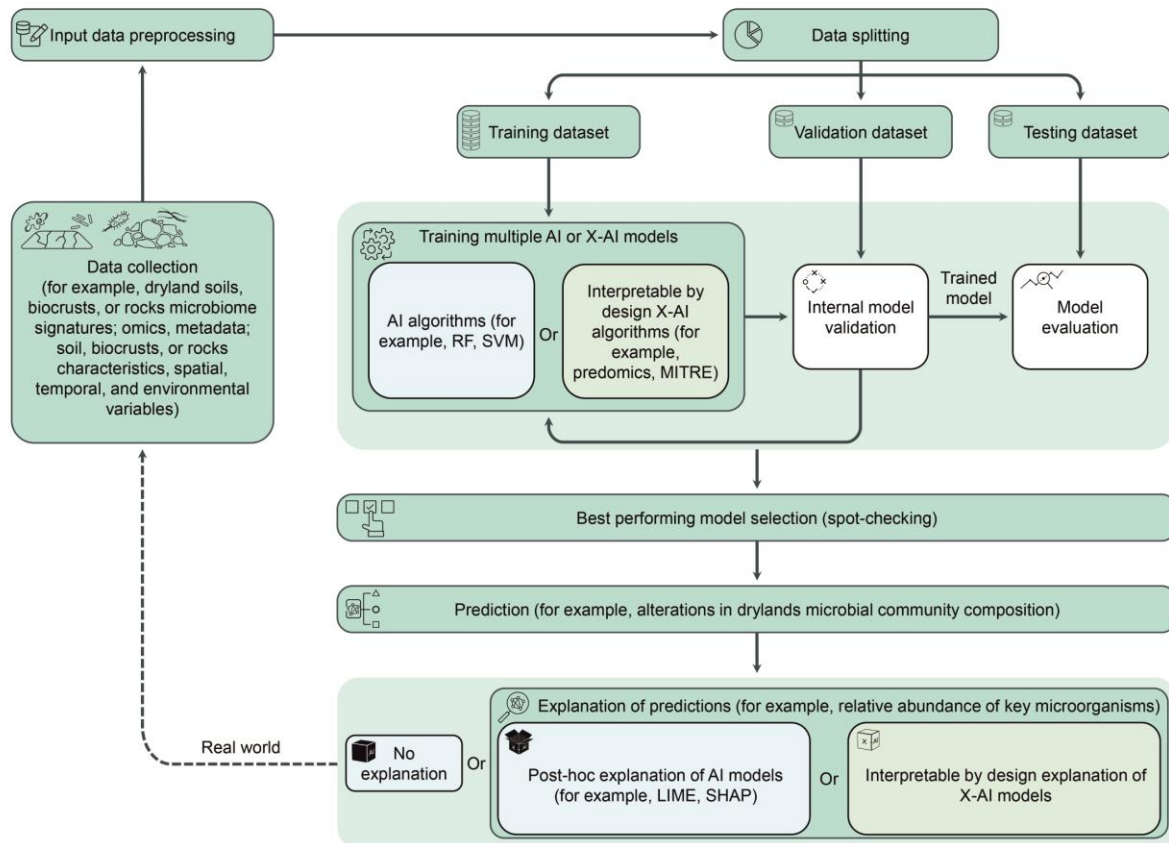 Input data preprocessing
Data splitting
Training dataset
Validation dataset
Testing dataset
Data collection
(for example, dryland soils,
biocrusts, or rocks microbiome
signatures; omics, metadata;
soil, biocrusts, or rocks
characteristics, spatial,
temporal, and environmental
variables)
Training multiple AI or X-AI models
AI algorithms (for
example, RF, SVM)
Or
Interpretable by
design X-AI
algorithms (for
example,
predomics, MITRE)
Internal model
validation
Trained
model
Model
evaluation
Best performing model selection (spot-checking)
Prediction (for example, alterations in drylands microbial community composition)
Real world
AI
No
explanation
Or
Explanation of predictions (for example, relative abundance of key microorganisms)
AI
Post-hoc explanation of AI models
(for example, LIME, SHAP)
Or
X AI
Interpretable by design explanation of
X-AI models